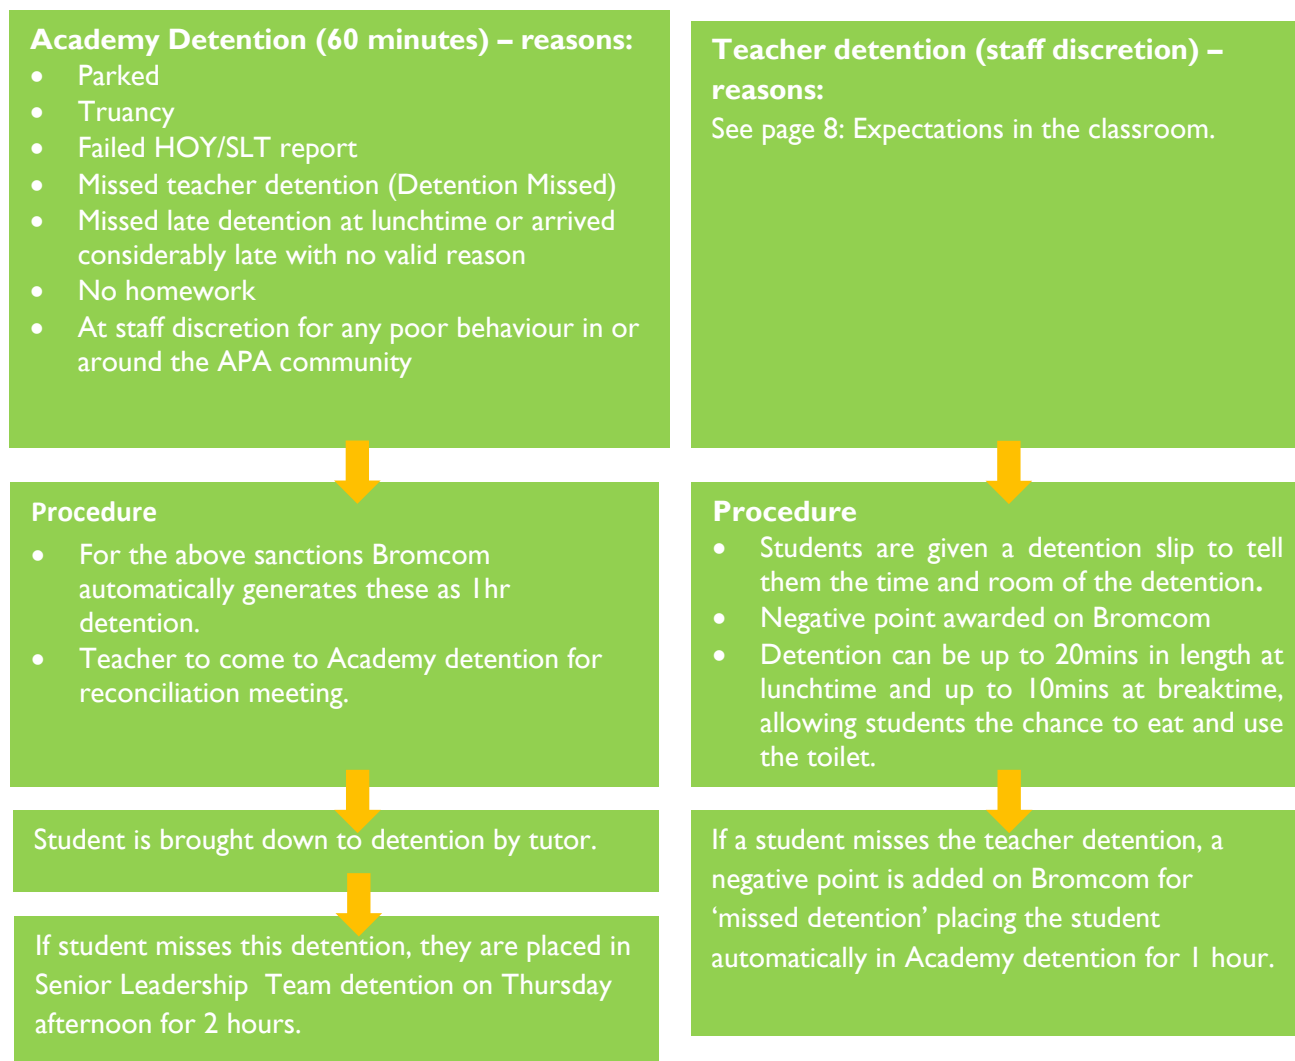 Academy Detention (60 minutes) – reasons:
• Parked
• Truancy
• Failed HOY/SLT report
• Missed teacher detention (Detention Missed)
• Missed late detention at lunchtime or arrived
considerably late with no valid reason
• No homework
• At staff discretion for any poor behaviour in or
around the APA community
Teacher detention (staff discretion) –
reasons:
See page 8: Expectations in the classroom.
Procedure
• For the above sanctions Bromcom
automatically generates these as 1hr
detention.
• Teacher to come to Academy detention for
reconciliation meeting.
Procedure
• Students are given a detention slip to tell
them the time and room of the detention.
• Negative point awarded on Bromcom
• Detention can be up to 20mins in length at
lunchtime and up to 10mins at breaktime,
allowing students the chance to eat and use
the toilet.
Student is brought down to detention by tutor.
If student misses this detention, they are placed in
Senior Leadership  Team detention on Thursday
afternoon for 2 hours.
If a student misses the teacher detention, a
negative point is added on Bromcom for
‘missed detention’ placing the student
automatically in Academy detention for 1 hour.